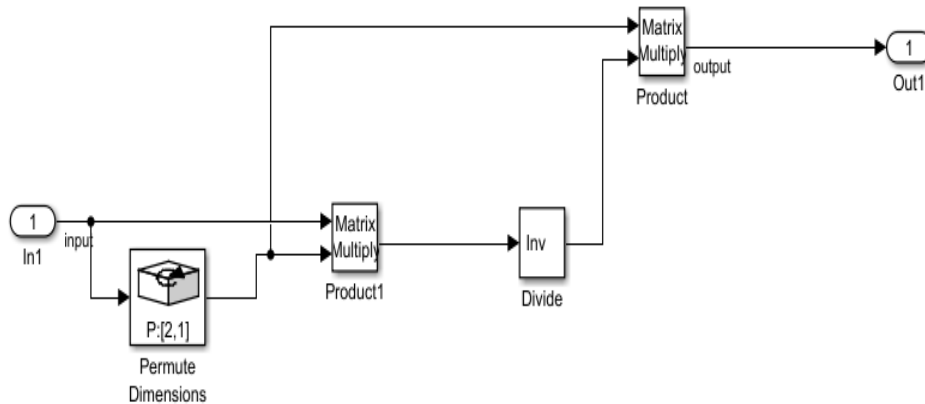 Matrix
Multiply
output
Product
1
Out1
1
input
In1
Matrix
Multiply
Product1
Inv
Divide
P:[2,1]
Permute
Dimensions